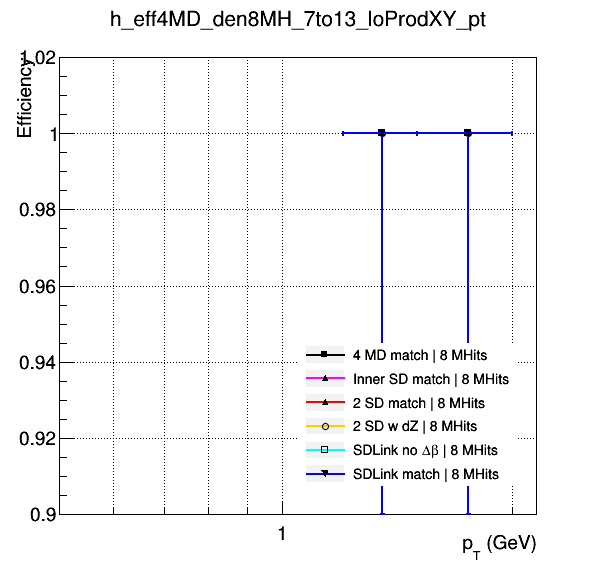 h_eff4MD_den8MH_7to13_loProdXY_pt
Efficiency
1.02
1
0.98
0.96
0.94
0.92
0.9
4 MD match | 8 MHits
Inner SD match | 8 MHits
2 SD match | 8 MHits
2 SD w dZ | 8 MHits
SDLink no Δβ | 8 MHits
SDLink match | 8 MHits
1
p_T (GeV)